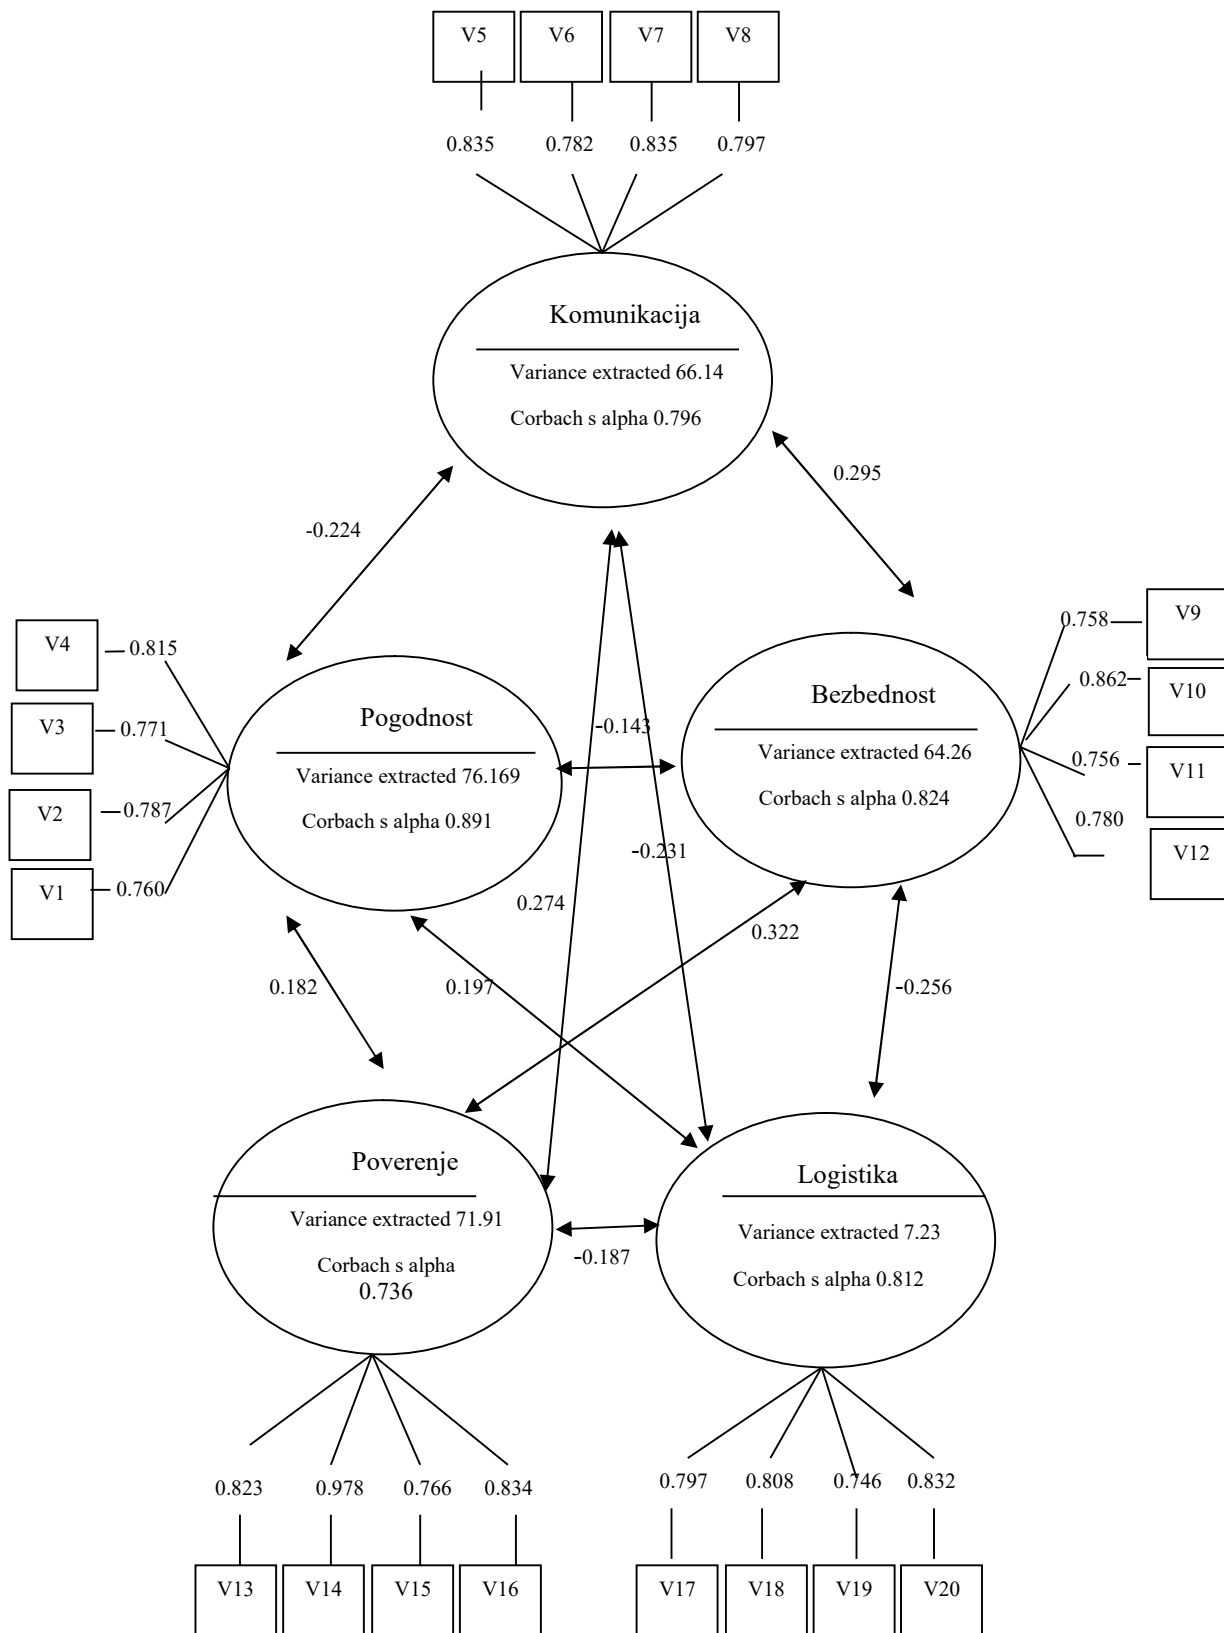 V5 V6 V7 V8
0.835 0.782 0.835 0.797
Komunikacija
Variance extracted 66.14
Corbach s alpha 0.796
0.295
-0.224
V4 0.815
V3 0.771
V2 0.787
V1 0.760
Pogodnost
Variance extracted 76.169
Corbach s alpha 0.891
-0.143
Bezbednost
Variance extracted 64.26
Corbach s alpha 0.824
0.758 V9
0.862 V10
0.756 V11
0.780 V12
-0.231
0.274
0.322
0.182
0.197
-0.256
Poverenje
Variance extracted 71.91
Corbach s alpha
0.736
-0.187
Logistika
Variance extracted 7.23
Corbach s alpha 0.812
0.823 0.978 0.766 0.834
0.797 0.808 0.746 0.832
V13 V14 V15 V16
V17 V18 V19 V20